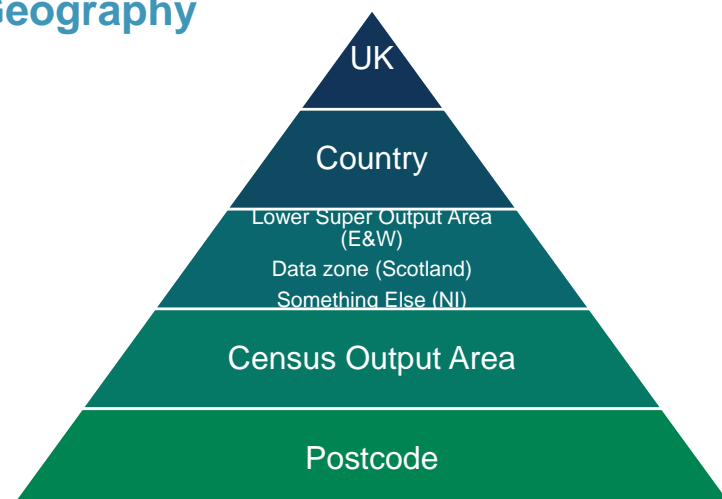 Geography
UK
Country
Lower Super Output Area
(E&W)
Data zone (Scotland)
Something Else (NI)
Census Output Area
Postcode